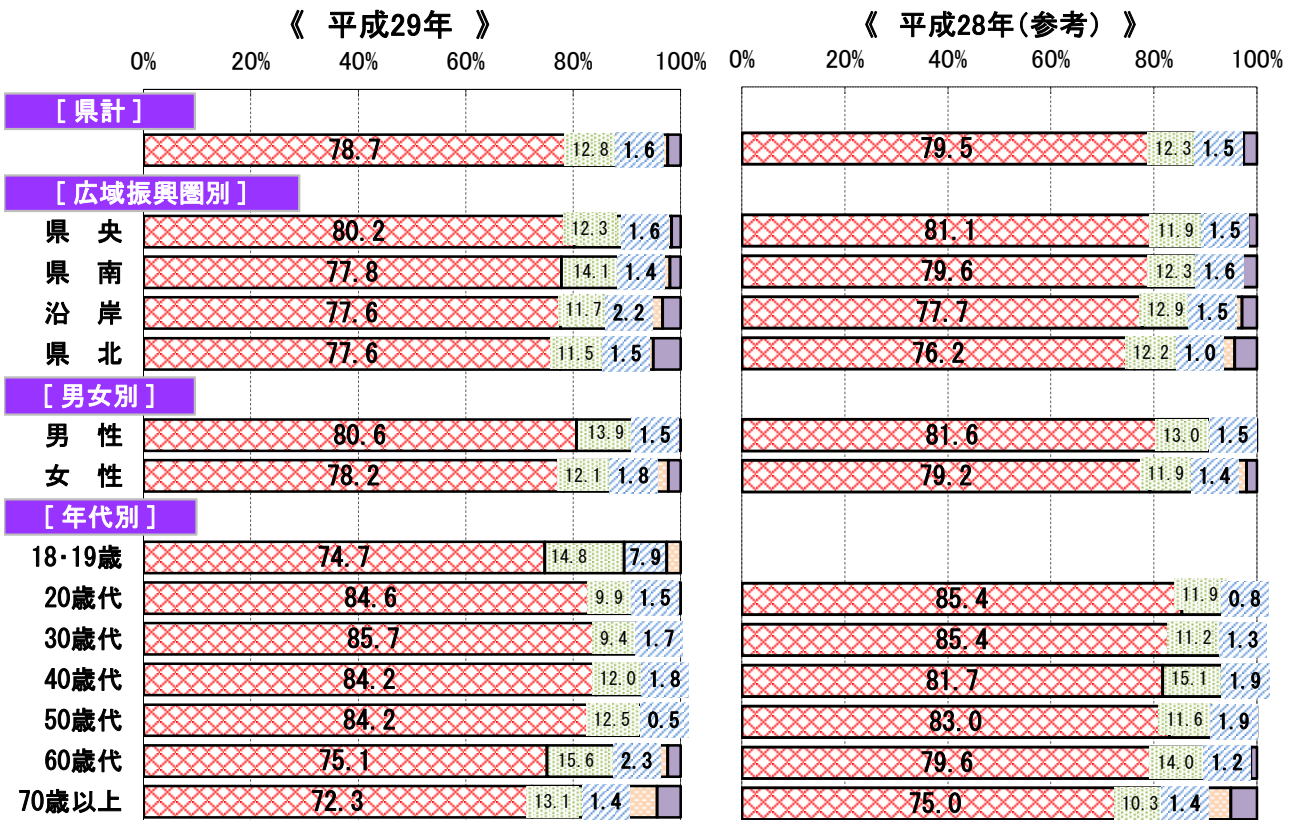 《 平成29年 》 《 平成28年(参考) 》
0% 20% 40% 60% 80% 100% 0% 20% 40% 60% 80% 100%
[ 県計 ]
78.7 12.8 1.6 79.5 12.3 1.5
[ 広域振興圏別 ]
県 央 80.2 12.3 1.6 81.1 11.9 1.5
県 南 77.8 14.1 1.4 79.6 12.3 1.6
沿 岸 77.6 11.7 2.2 77.7 12.9 1.5
県 北 77.6 11.5 1.5 76.2 12.2 1.0
[ 男女別 ]
男 性 80.6 13.9 1.5 81.6 13.0 1.5
女 性 78.2 12.1 1.8 79.2 11.9 1.4
[ 年代別 ]
18・19歳 74.7 14.8 7.9
20歳代 84.6 9.9 1.5 85.4 11.9 0.8
30歳代 85.7 9.4 1.7 85.4 11.2 1.3
40歳代 84.2 12.0 1.8 81.7 15.1 1.9
50歳代 84.2 12.5 0.5 83.0 11.6 1.9
60歳代 75.1 15.6 2.3 79.6 14.0 1.2
70歳以上 72.3 13.1 1.4 75.0 10.3 1.4